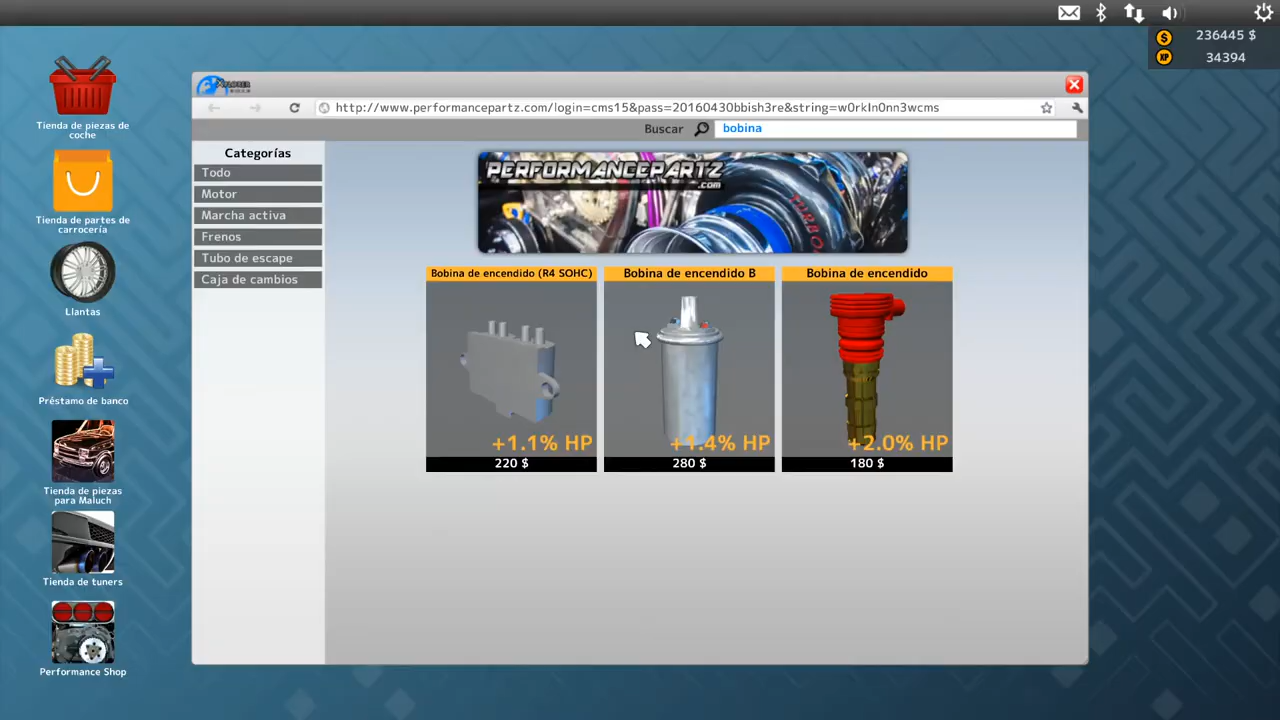 236445 $
34394
Tienda de piezas de
coche
Tienda de partes de
carrocería
Llantas
Préstamo de banco
Tienda de piezas
para Maluch
Tienda de tuners
Performance Shop
http://www.performancepartz.com/login=cms15&pass=20160430bbish3re&string=w0rkIn0nn3wcms
Buscar
bobina
Categorías
Todo
Motor
Marcha activa
Frenos
Tubo de escape
Caja de cambios
PERFORMANCEPARTZ
.com
TURBO
Bobina de encendido (R4 SOHC)
+1.1% HP
220 $
Bobina de encendido B
+1.4% HP
280 $
Bobina de encendido
+2.0% HP
180 $